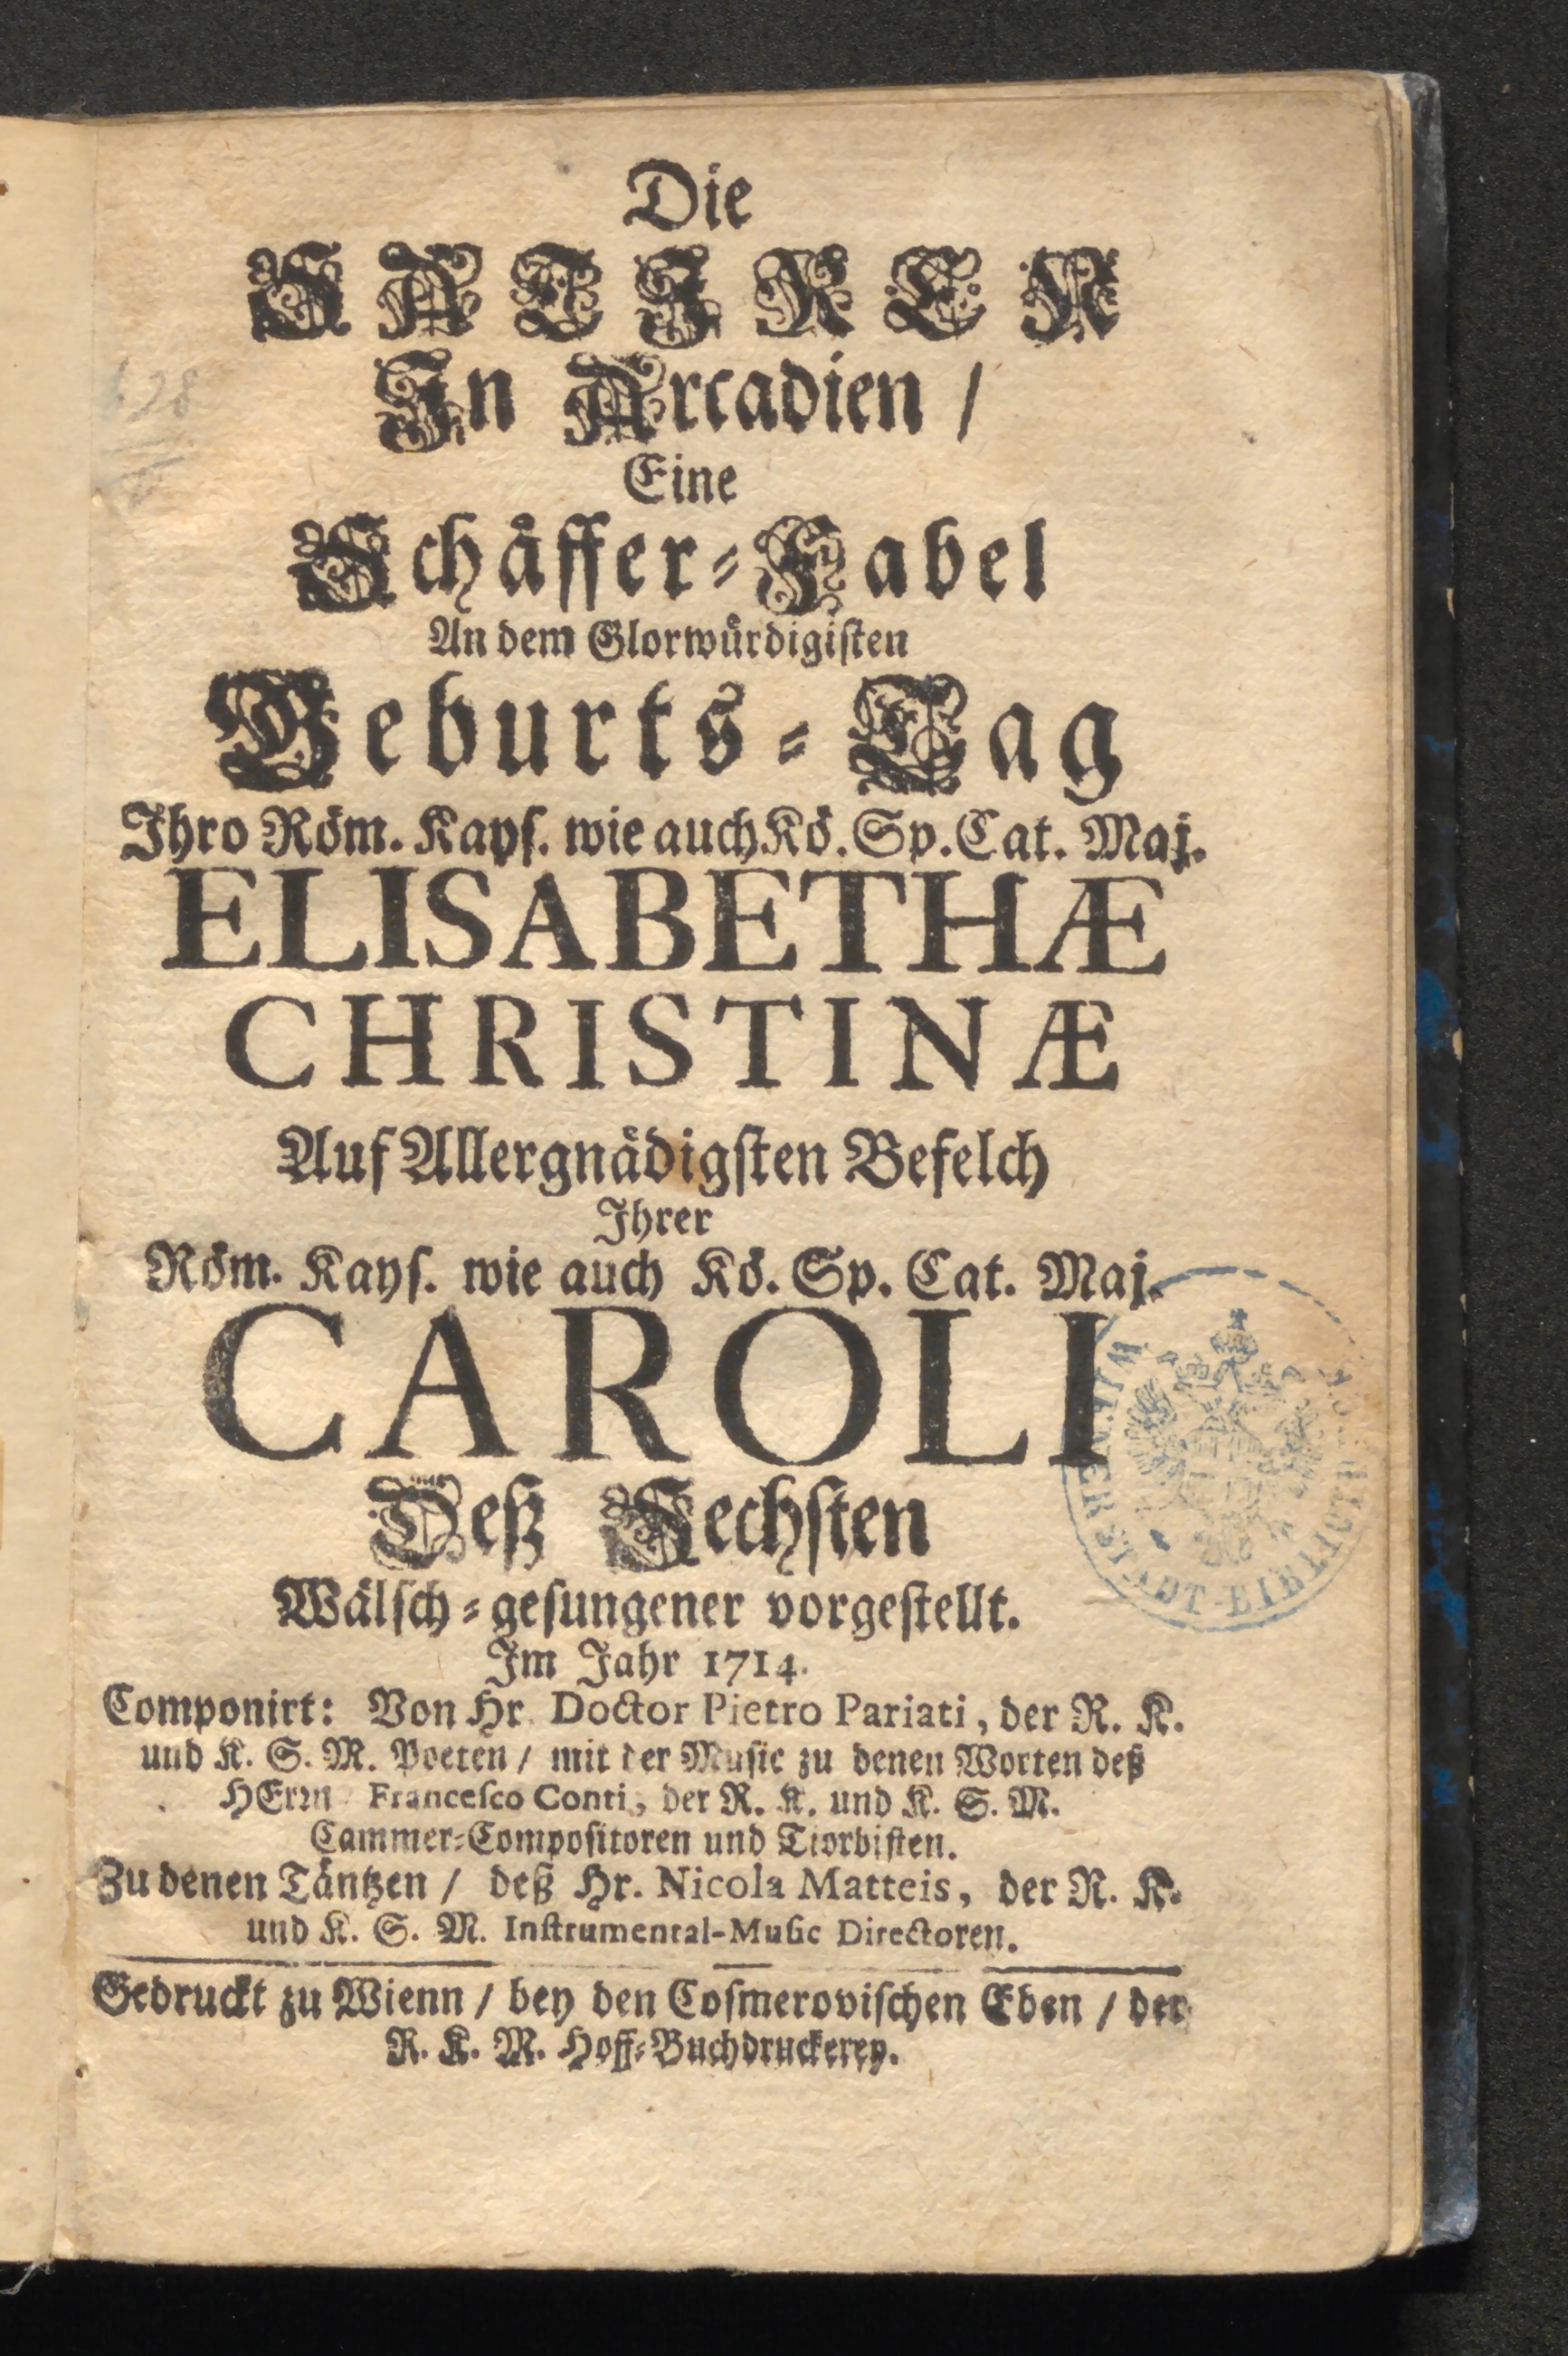 Die
SATIREN
In Arcadien /
Eine
Schäffer-Fabel
An dem Glorwürdigisten
Geburts-Tag
Ihro Röm. Kays. wie auch Kö. Sp. Cat. Maj.
ELISABETHÆ
CHRISTINÆ
Auf Allergnädigsten Befelch
Ihrer
Röm. Kays. wie auch Kö. Sp. Cat. Maj.
CAROLI
Deß Sechsten
Wälsch-gesungener vorgestellt.
Im Jahr 1714.
Componirt: Von Hr. Doctor Pietro Pariati, der R. K.
und K. S. M. Poeten / mit der Music zu denen Worten deß
HErrn Francesco Conti, der R. K. und K. S. M.
Cammer-Compositoren und Tiorbisten.
Zu denen Täntzen / deß Hr. Nicola Matteis, der R. K.
und K. S. M. Instrumental-Music Directoren.
Gedruckt zu Wienn / bey den Cosmerovischen Eben / der
R. K. M. Hoff-Buchdruckerey.
WIENER STADT-BIBLIOTHEK